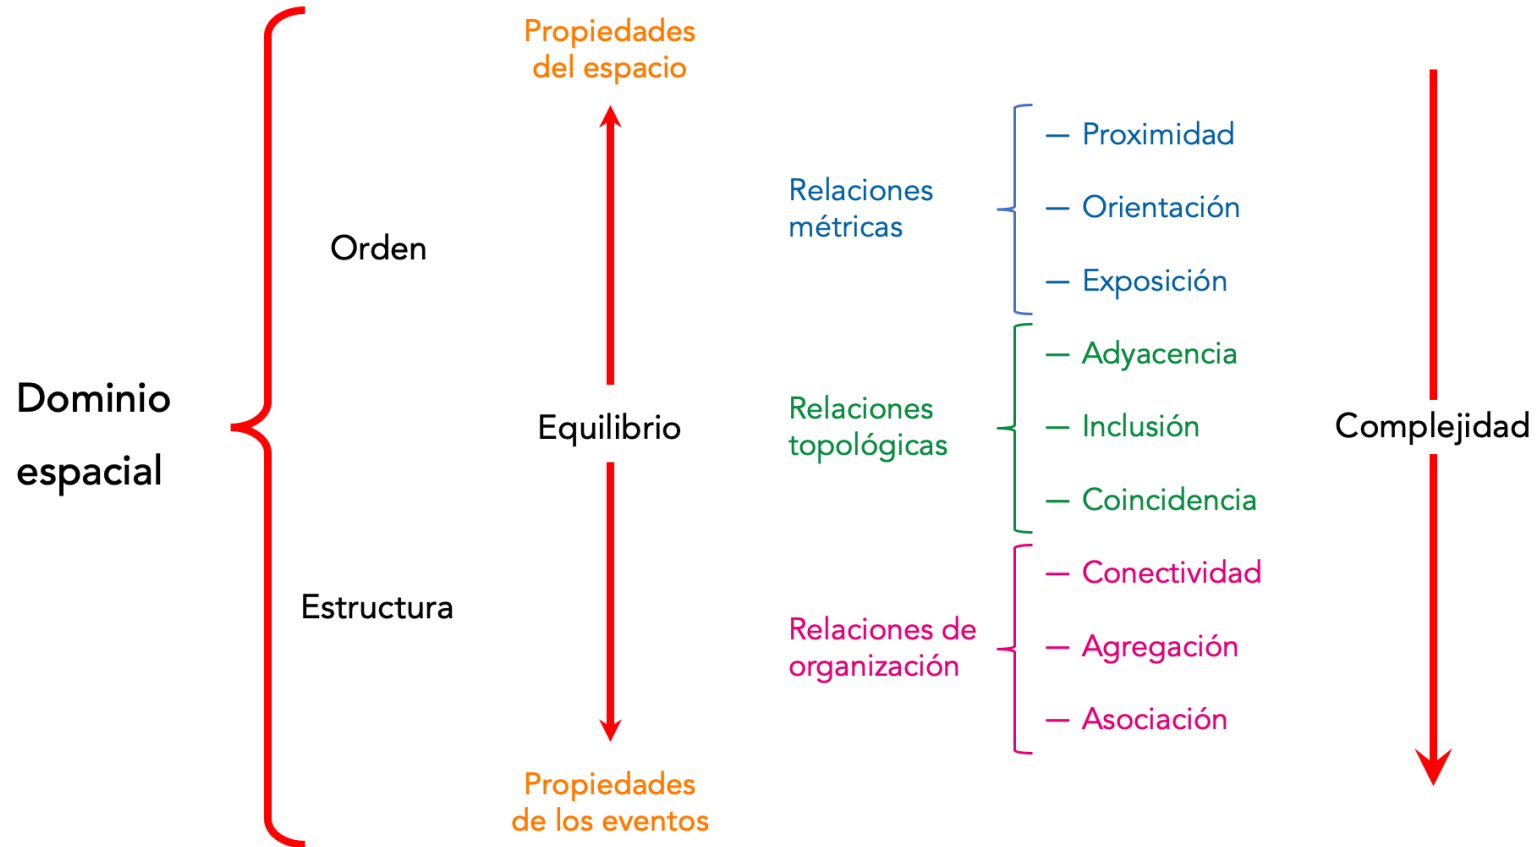 Dominio
espacial
Orden
Estructura
Propiedades
del espacio
Equilibrio
Propiedades
de los eventos
Relaciones
métricas
— Proximidad
— Orientación
— Exposición
Relaciones
topológicas
— Adyacencia
— Inclusión
— Coincidencia
Relaciones de
organización
— Conectividad
— Agregación
— Asociación
Complejidad